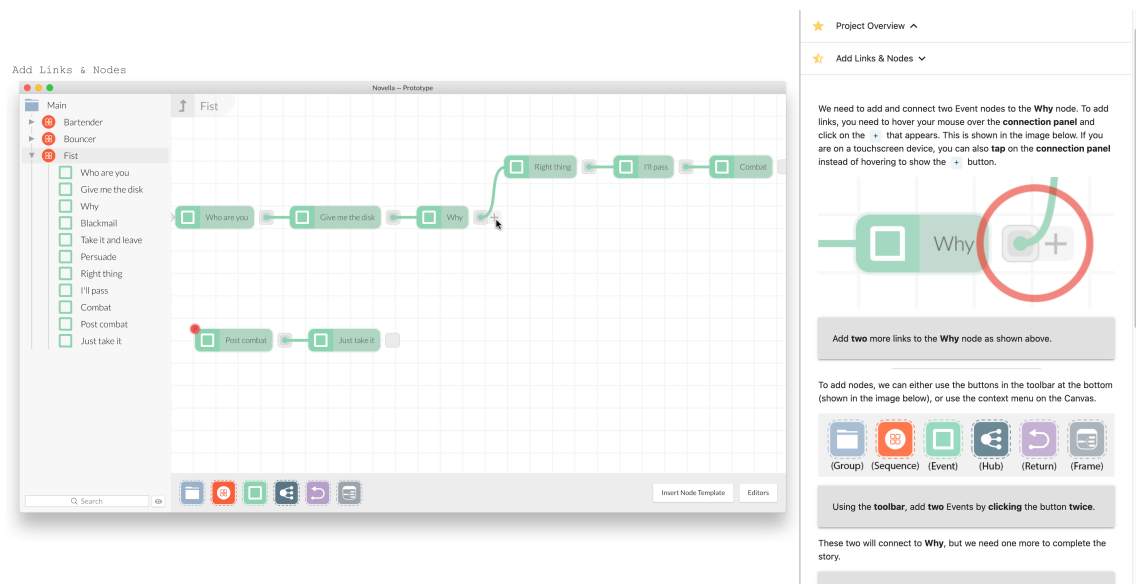 Add Links & Nodes
Novella — Prototype
Main
Bartender
Bouncer
Fist
Who are you
Give me the disk
Why
Blackmail
Take it and leave
Persuade
Right thing
I'll pass
Combat
Post combat
Just take it
Search
Fist
Right thing
I'll pass
Combat
Who are you
Give me the disk
Why
Post combat
Just take it
Insert Node Template
Editors
Project Overview
Add Links & Nodes
We need to add and connect two Event nodes to the Why node. To add
links, you need to hover your mouse over the connection panel and
click on the + that appears. This is shown in the image below. If you
are on a touchscreen device, you can also tap on the connection panel
instead of hovering to show the + button.
Why
Add two more links to the Why node as shown above.
To add nodes, we can either use the buttons in the toolbar at the bottom
(shown in the image below), or use the context menu on the Canvas.
(Group) (Sequence) (Event) (Hub) (Return) (Frame)
Using the toolbar, add two Events by clicking the button twice.
These two will connect to Why, but we need one more to complete the
story.